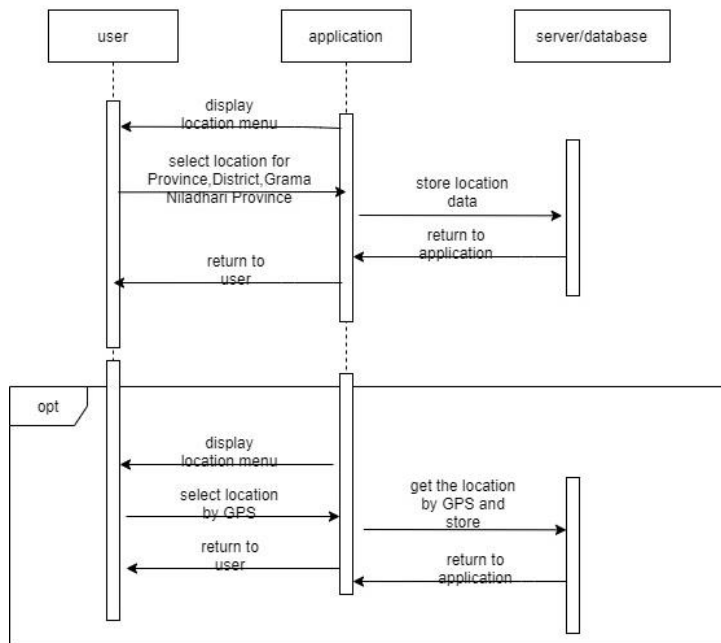 user
application
server/database
display
location menu
select location for
Province,District,Grama
Niladhari Province
store location
data
return to
application
return to
user
opt
display
location menu
select location
by GPS
get the location
by GPS and
store
return to
user
return to
application